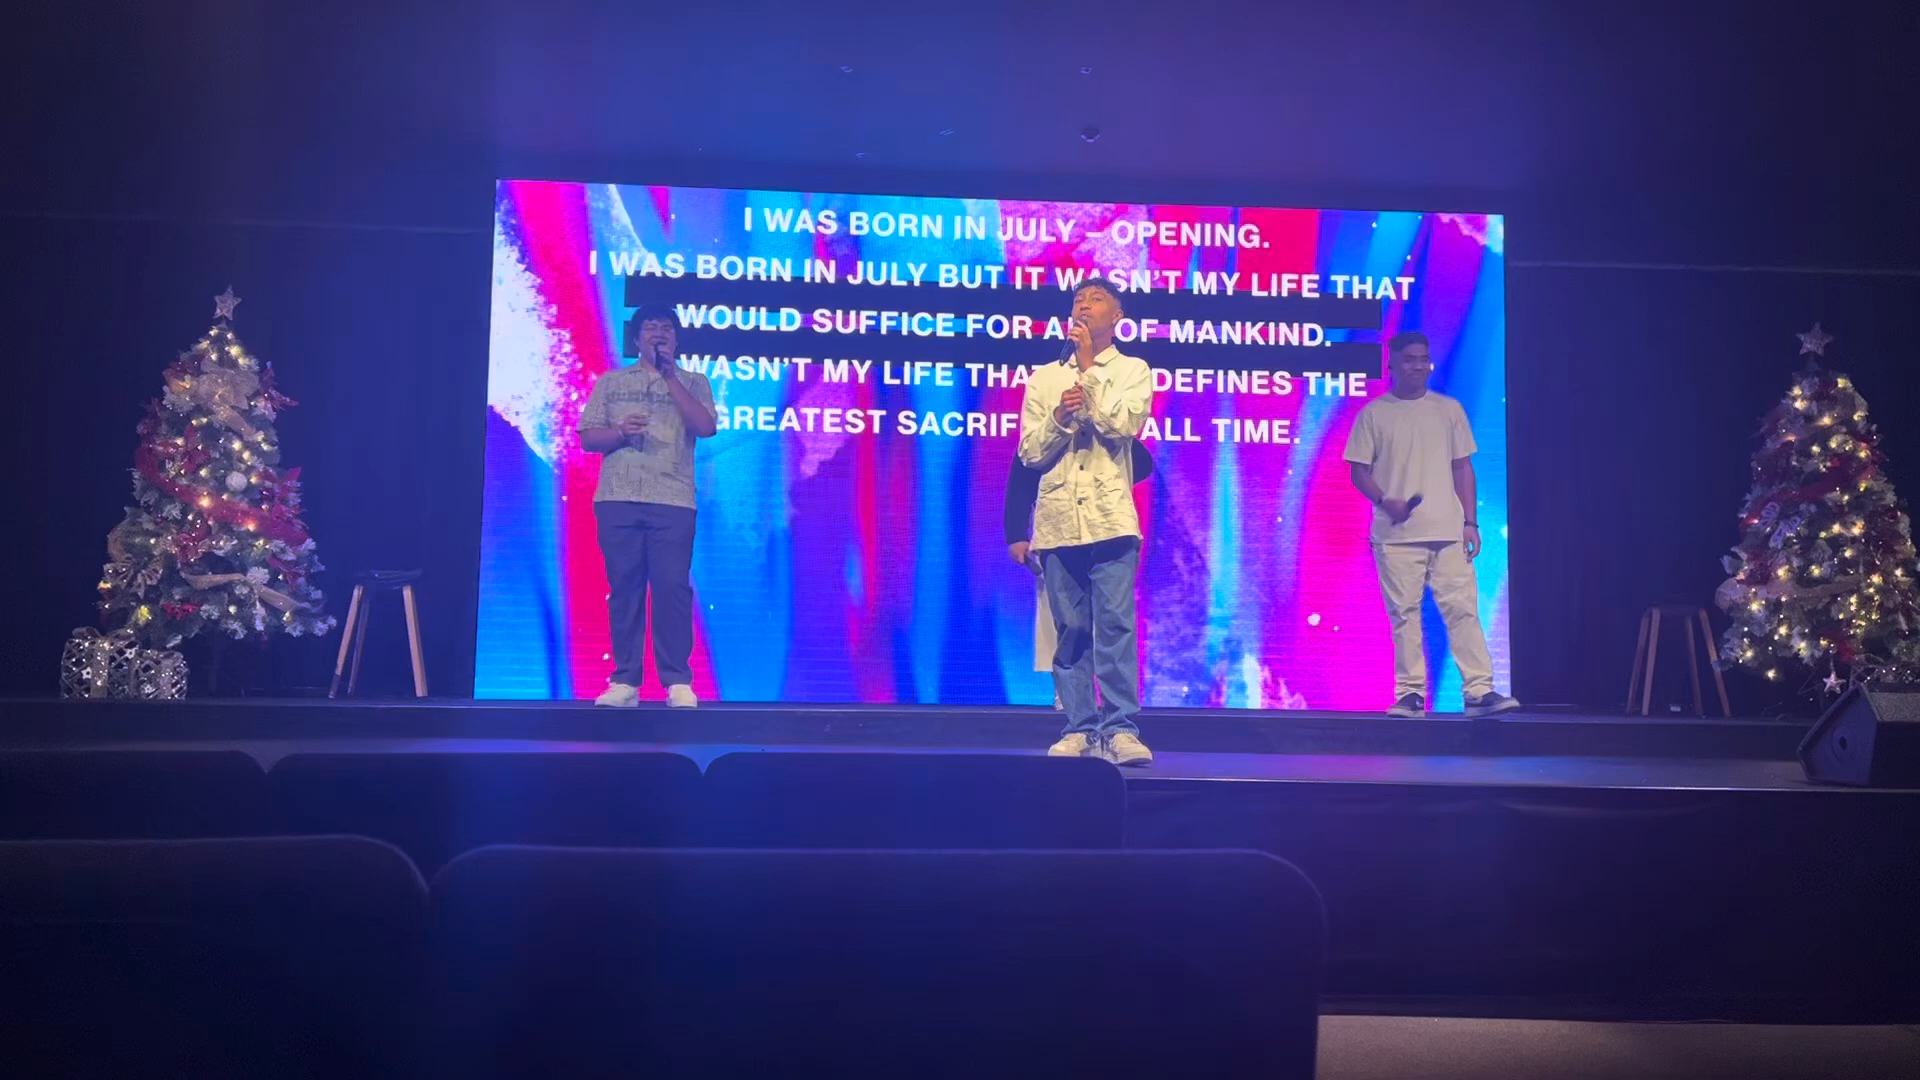 I WAS BORN IN JULY – OPENING.
I WAS BORN IN JULY BUT IT WASN'T MY LIFE THAT
WOULD SUFFICE FOR OF MANKIND.
WASN'T MY LIFE DEFINES THE
GREATEST ALL TIME.